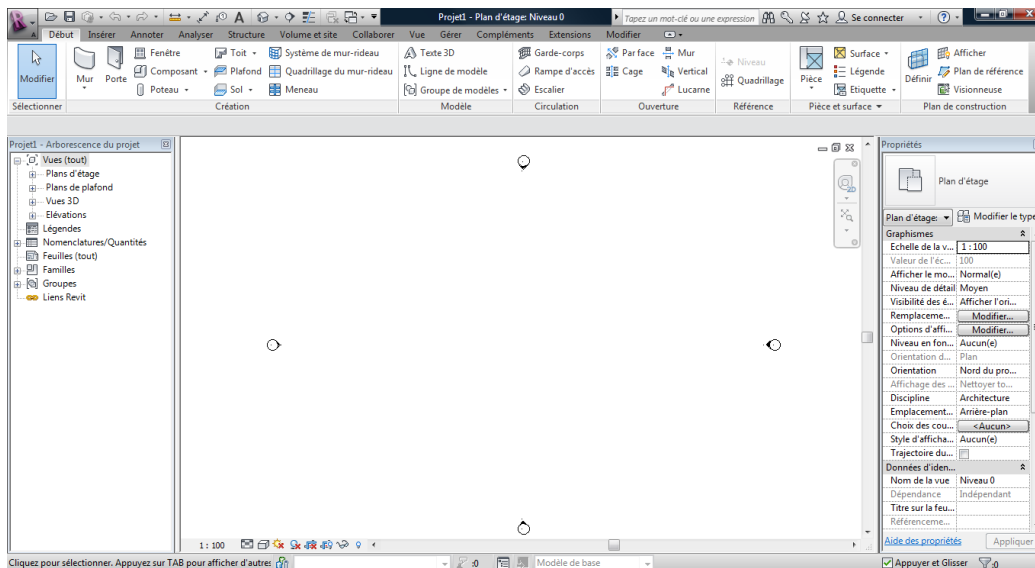 Projet1 - Plan d'étage: Niveau 0
Tapez un mot-clé ou une expression
Se connecter
Début Insérer Annoter Analyser Structure Volume et site Collaborer Vue Gérer Compléments Extensions Modifier
Modifier
Mur
Porte
Fenêtre
Composant
Poteau
Toit
Plafond
Sol
Système de mur-rideau
Quadrillage du mur-rideau
Meneau
Texte 3D
Ligne de modèle
Groupe de modèles
Garde-corps
Rampe d'accès
Escalier
Par face
Cage
Mur
Vertical
Lucarne
Niveau
Quadrillage
Pièce
Surface
Légende
Etiquette
Définir
Afficher
Plan de référence
Visionneuse
Sélectionner Création Modèle Circulation Ouverture Référence Pièce et surface Plan de construction
Projet1 - Arborescence du projet
Vues (tout)
Plans d'étage
Plans de plafond
Vues 3D
Elévations
Légendes
Nomenclatures/Quantités
Feuilles (tout)
Familles
Groupes
Liens Revit
2D
1 : 100
Propriétés
Plan d'étage
Plan d'étage: Modifier le type
Graphismes
Echelle de la v... 1 : 100
Valeur de l'éc... 100
Afficher le mo... Normal(e)
Niveau de détail Moyen
Visibilité des é... Afficher l'ori...
Remplaceme... Modifier...
Options d'affi... Modifier...
Niveau en fon... Aucun(e)
Orientation d... Plan
Orientation Nord du pro...
Affichage des ... Nettoyer to...
Discipline Architecture
Emplacement... Arrière-plan
Choix des cou... <Aucun>
Style d'afficha... Aucun(e)
Trajectoire du...
Données d'iden...
Nom de la vue Niveau 0
Dépendance Indépendant
Titre sur la feu...
Référenceme...
Aide des propriétés Appliquer
Cliquez pour sélectionner. Appuyez sur TAB pour afficher d'autres
:0
Modèle de base
Appuyer et Glisser
:0